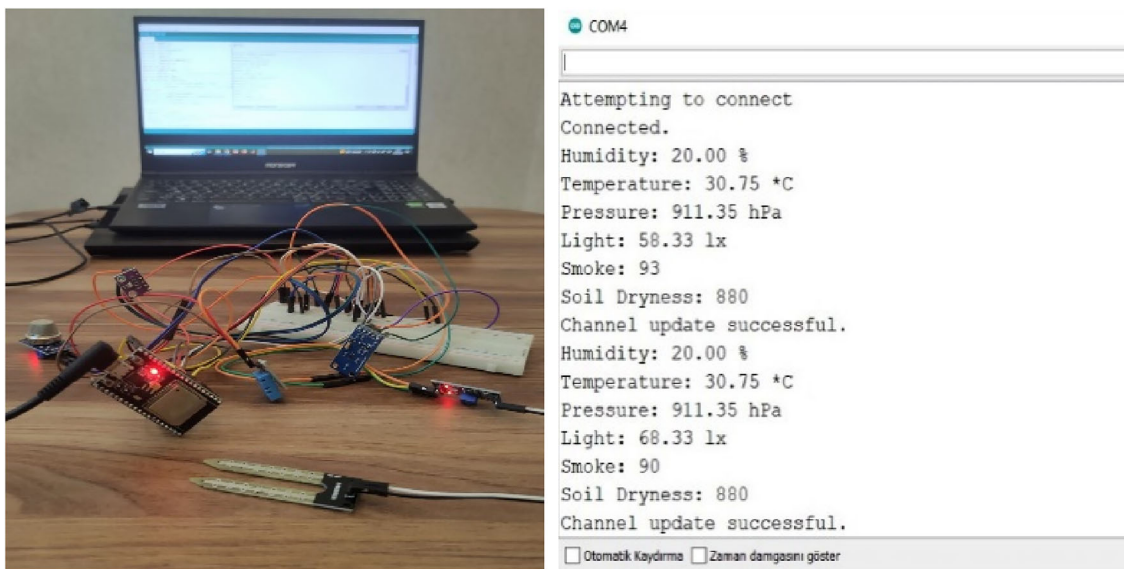 COM4
Attempting to connect
Connected.
Humidity: 20.00 %
Temperature: 30.75 *C
Pressure: 911.35 hPa
Light: 58.33 lx
Smoke: 93
Soil Dryness: 880
Channel update successful.
Humidity: 20.00 %
Temperature: 30.75 *C
Pressure: 911.35 hPa
Light: 68.33 lx
Smoke: 90
Soil Dryness: 880
Channel update successful.
Otomatik Kaydırma Zaman damgasını göster